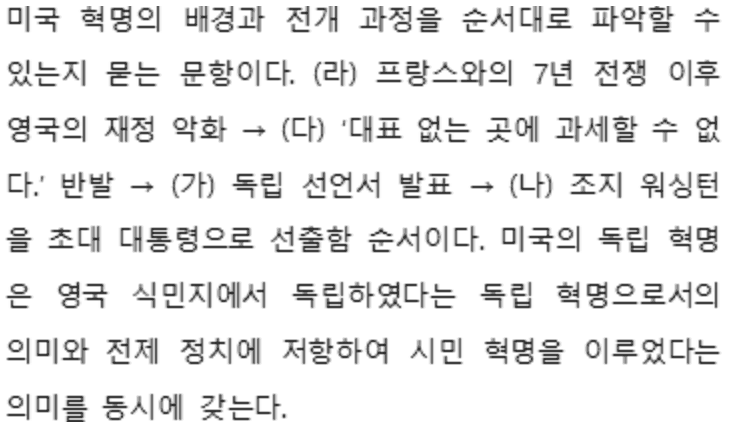 미국 혁명의 배경과 전개 과정을 순서대로 파악할 수
있는지 묻는 문항이다. (라) 프랑스와의 7년 전쟁 이후
영국의 재정 악화 → (다) '대표 없는 곳에 과세할 수 없
다.' 반발 → (가) 독립 선언서 발표 → (나) 조지 워싱턴
을 초대 대통령으로 선출함 순서이다. 미국의 독립 혁명
은 영국 식민지에서 독립하였다는 독립 혁명으로서의
의미와 전제 정치에 저항하여 시민 혁명을 이루었다는
의미를 동시에 갖는다.